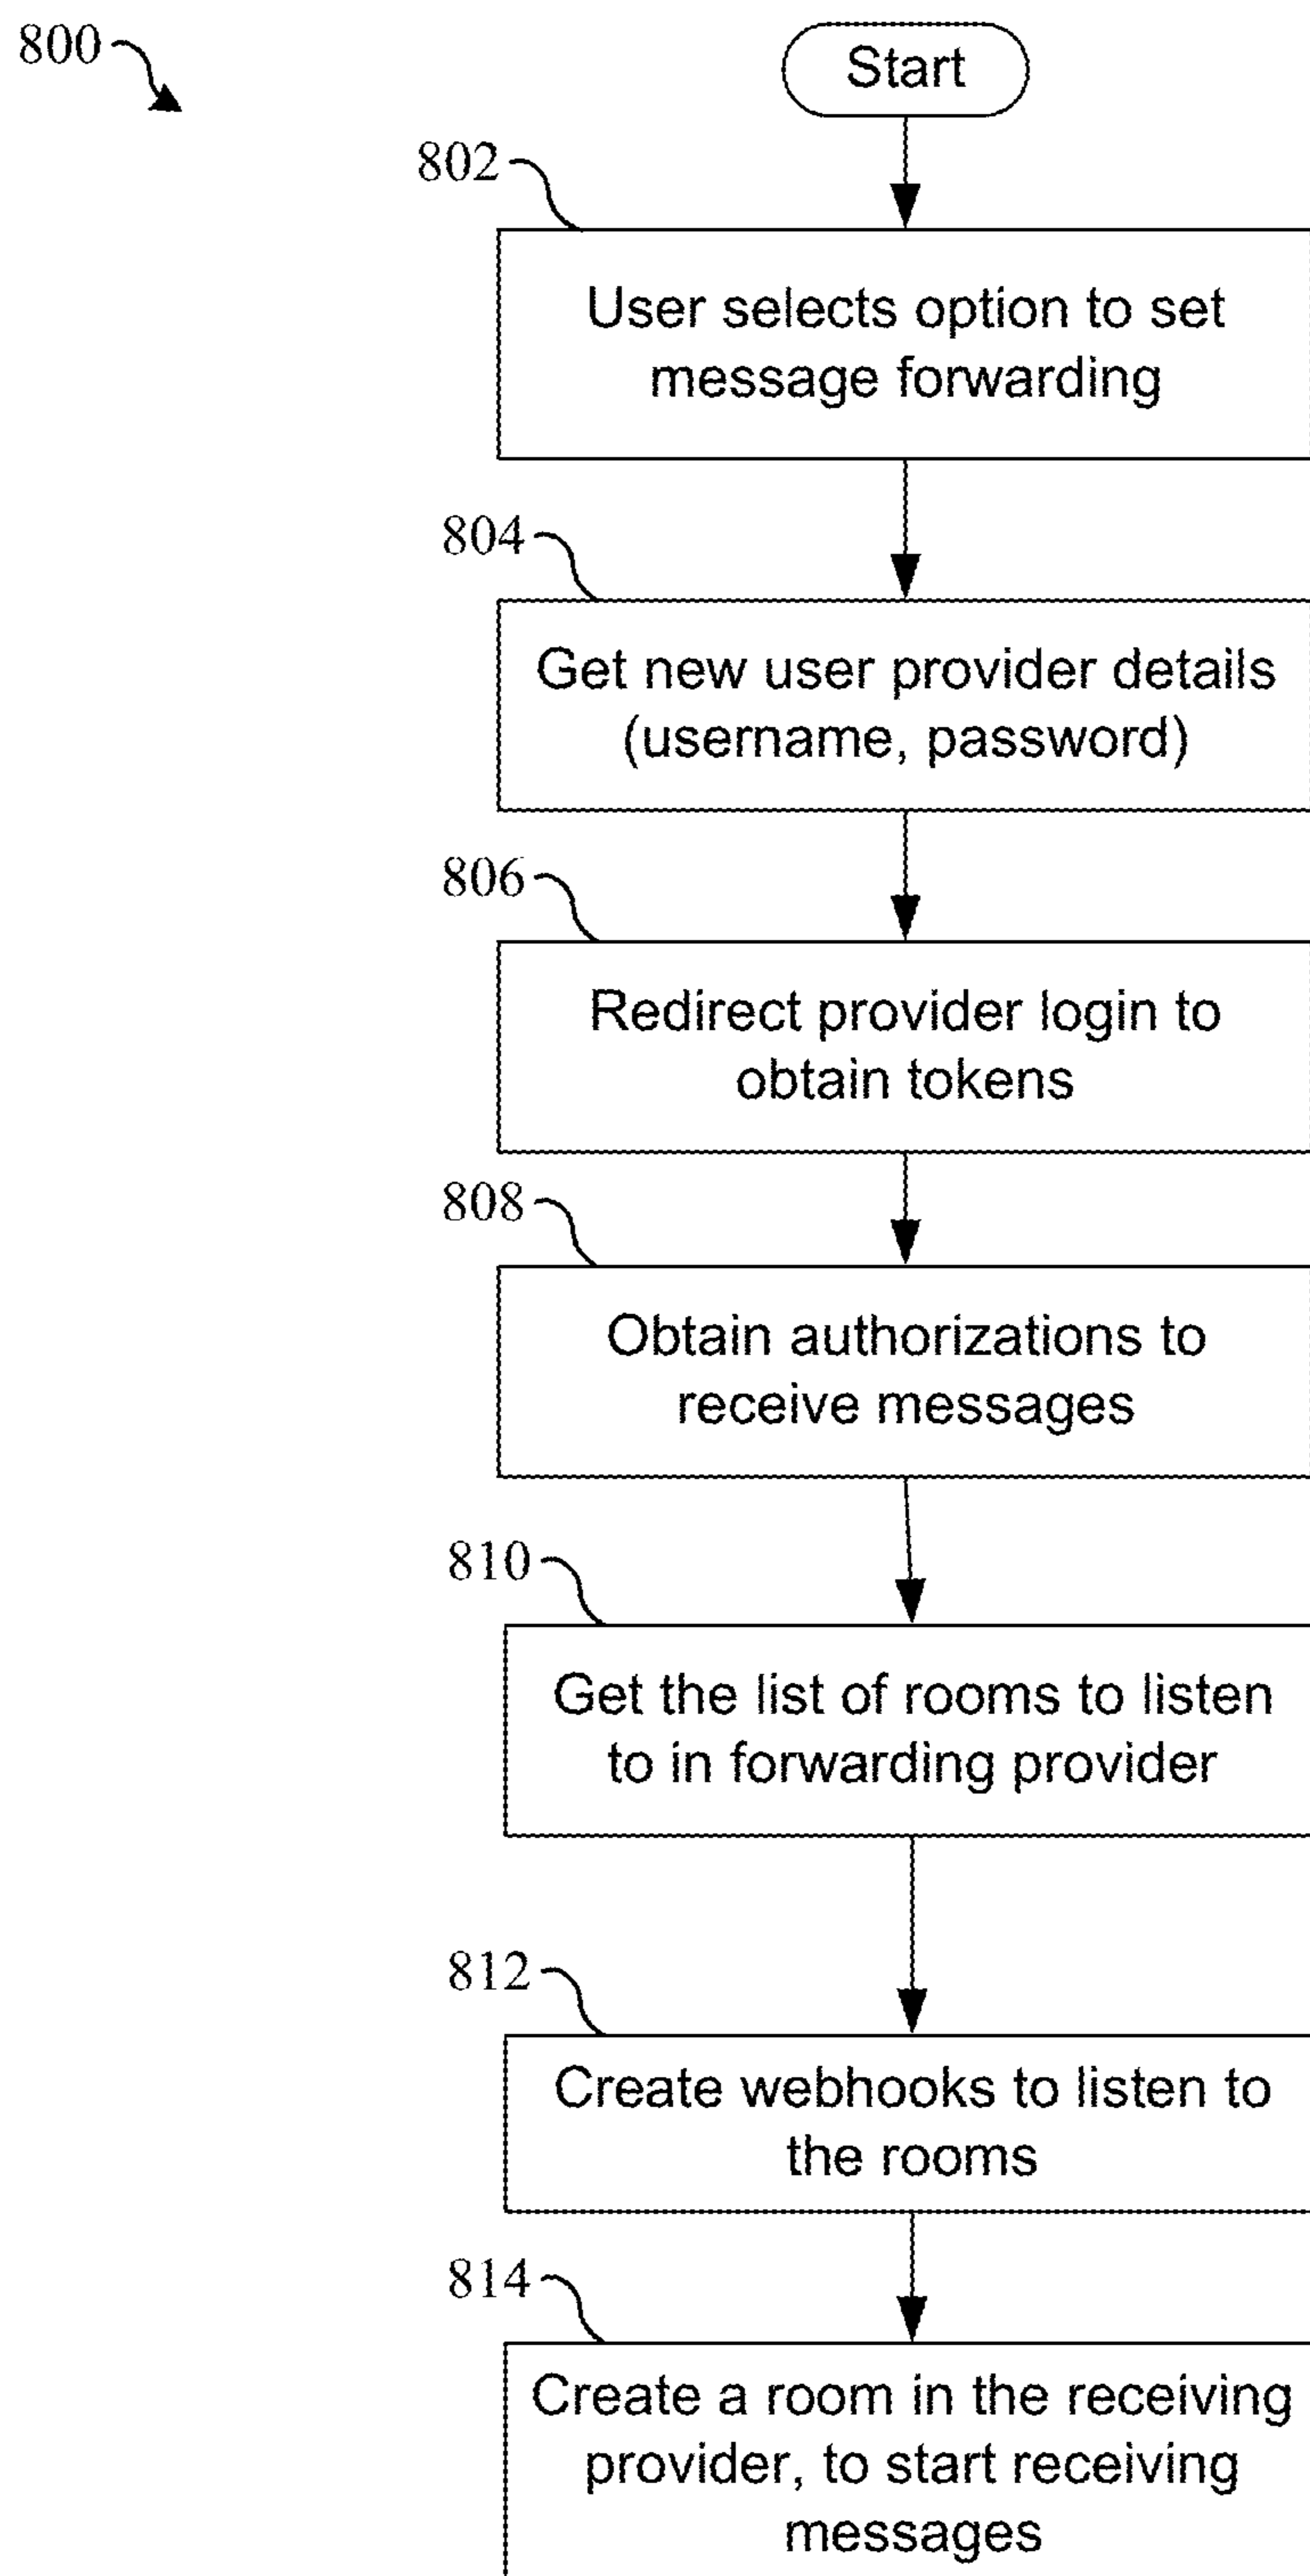 800
Start
802
User selects option to set
message forwarding
804
Get new user provider details
(username, password)
806
Redirect provider login to
obtain tokens
808
Obtain authorizations to
receive messages
810
Get the list of rooms to listen
to in forwarding provider
812
Create webhooks to listen to
the rooms
814
Create a room in the receiving
provider, to start receiving
messages